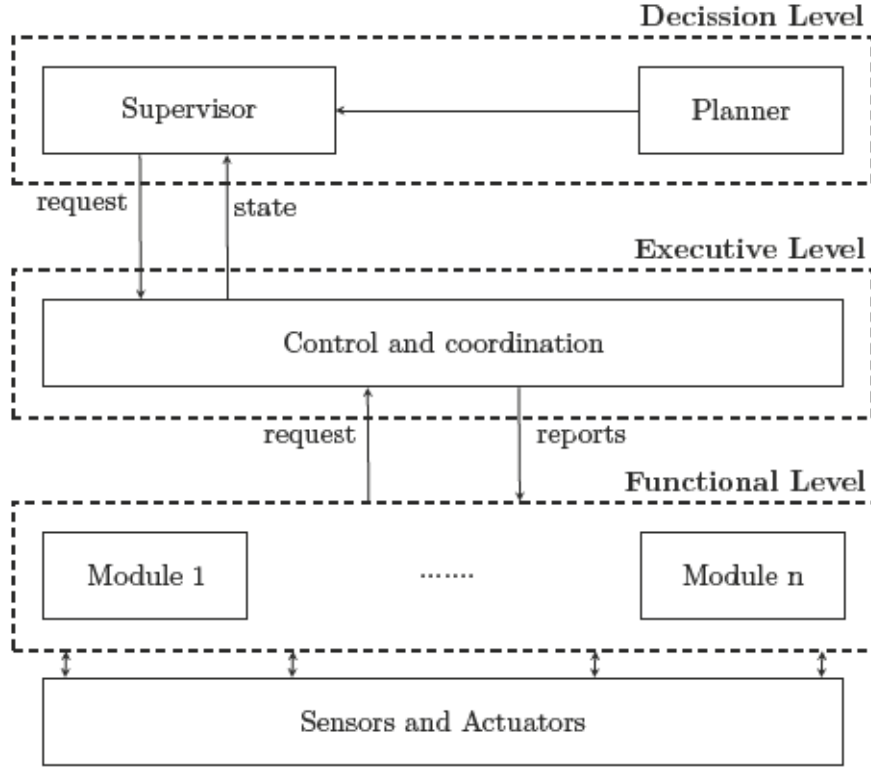 Decission Level
Supervisor
Planner
request
state
Executive Level
Control and coordination
request
reports
Functional Level
Module 1
.......
Module n
Sensors and Actuators